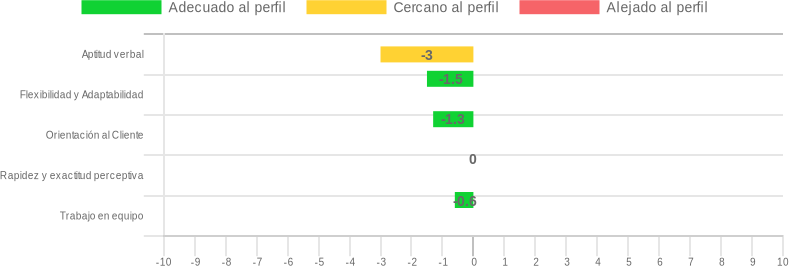 Adecuado al perfil Cercano al perfil Alejado al perfil
Aptitud verbal -3
-1.5
Flexibilidad y Adaptabilidad
-1.3
Orientación al Cliente
0
Rapidez y exactitud perceptiva
-0.6
Trabajo en equipo
-10 -9 -8 -7 -6 -5 -4 -3 -2 -1 0 1 2 3 4 5 6 7 8 9 10